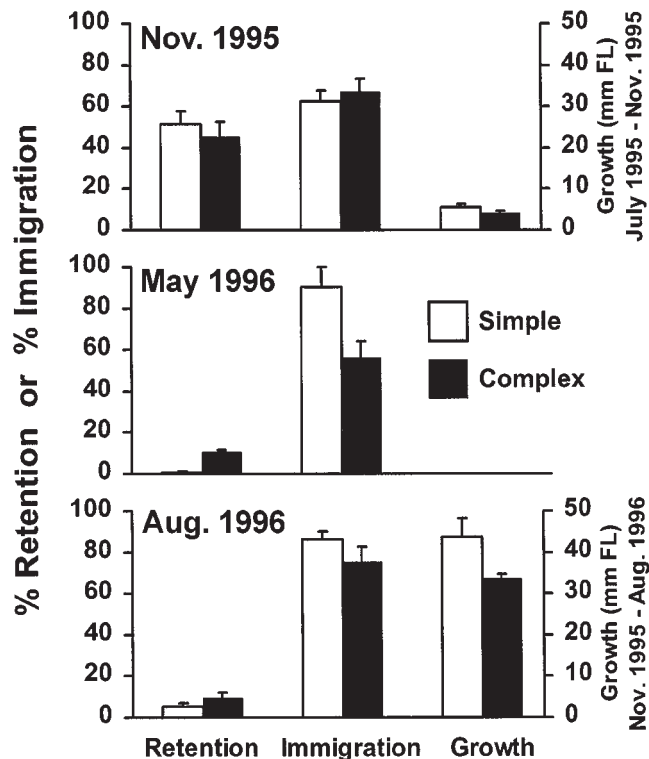 % Retention or % Immigration
Nov. 1995
100
80
60
40
20
0
50
40
30
20
10
0
Growth (mm FL)
July 1995 - Nov. 1995
May 1996
100
80
60
40
20
0
Simple
Complex
Aug. 1996
100
80
60
40
20
0
50
40
30
20
10
0
Growth (mm FL)
Nov. 1995 - Aug. 1996
Retention Immigration Growth